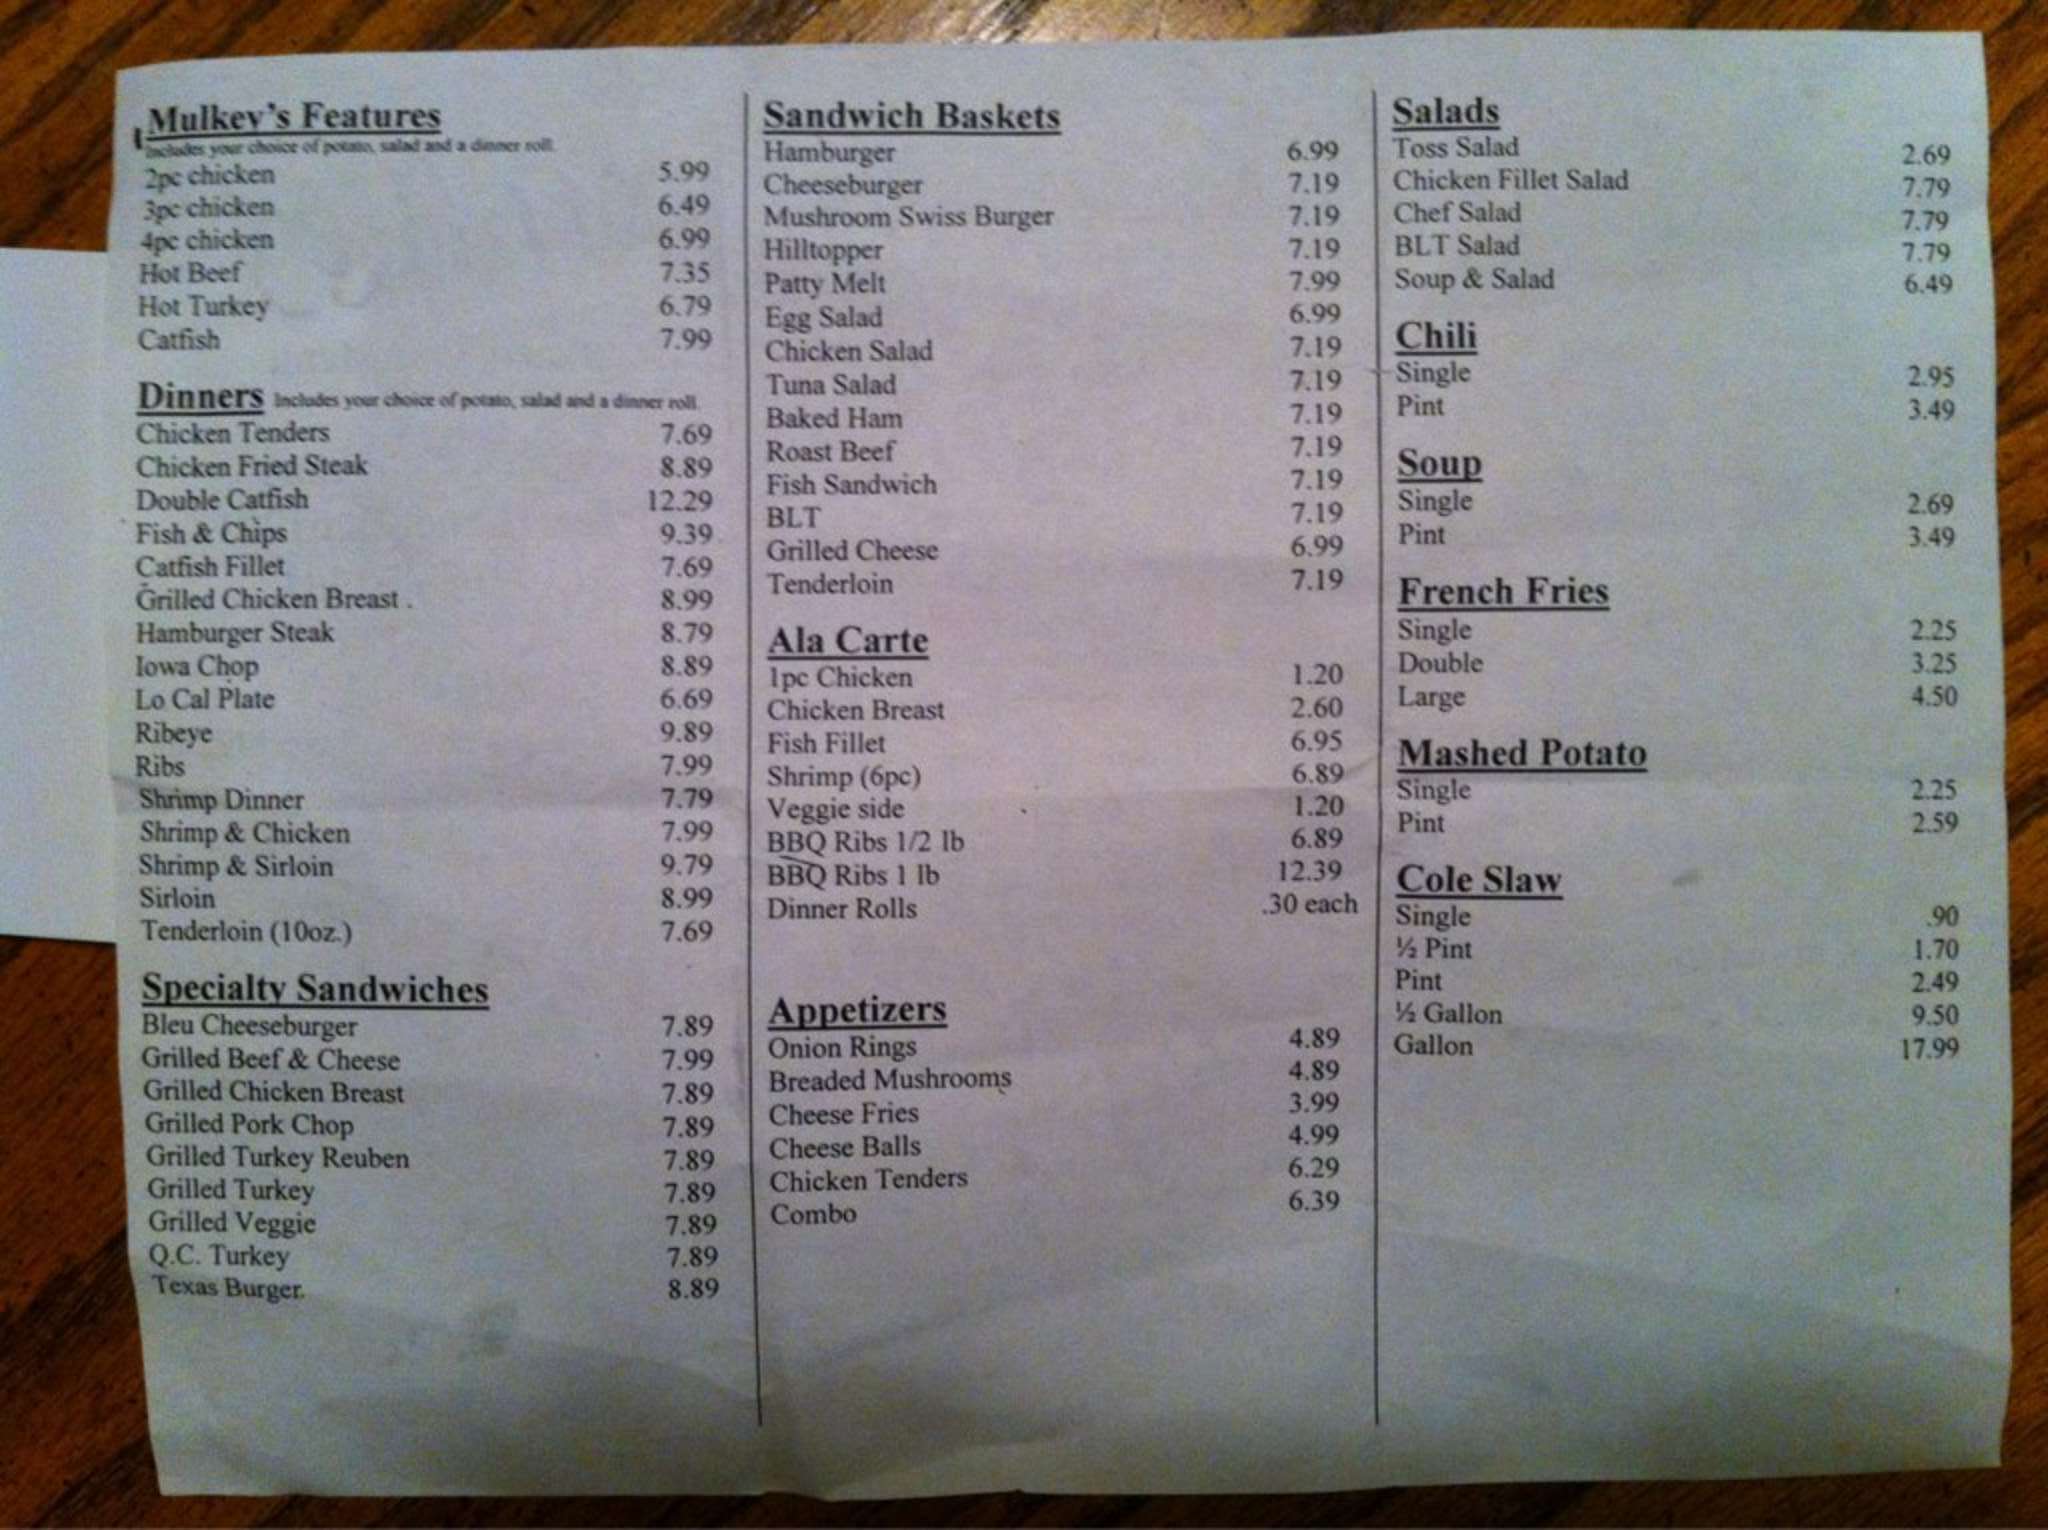 Mulkey's Features
Includes your choice of potato, salad and a dinner roll.
2pc chicken 5.99
3pc chicken 6.49
4pc chicken 6.99
Hot Beef 7.35
Hot Turkey 6.79
Catfish 7.99
Dinners Includes your choice of potato, salad and a dinner roll.
Chicken Tenders 7.69
Chicken Fried Steak 8.89
Double Catfish 12.29
Fish & Chips 9.39
Catfish Fillet 7.69
Grilled Chicken Breast . 8.99
Hamburger Steak 8.79
Iowa Chop 8.89
Lo Cal Plate 6.69
Ribeye 9.89
Ribs 7.99
Shrimp Dinner 7.79
Shrimp & Chicken 7.99
Shrimp & Sirloin 9.79
Sirloin 8.99
Tenderloin (10oz.) 7.69
Specialty Sandwiches
Bleu Cheeseburger 7.89
Grilled Beef & Cheese 7.99
Grilled Chicken Breast 7.89
Grilled Pork Chop 7.89
Grilled Turkey Reuben 7.89
Grilled Turkey 7.89
Grilled Veggie 7.89
Q.C. Turkey 7.89
Texas Burger. 8.89
Sandwich Baskets
Hamburger 6.99
Cheeseburger 7.19
Mushroom Swiss Burger 7.19
Hilltopper 7.19
Patty Melt 7.99
Egg Salad 6.99
Chicken Salad 7.19
Tuna Salad 7.19
Baked Ham 7.19
Roast Beef 7.19
Fish Sandwich 7.19
BLT 7.19
Grilled Cheese 6.99
Tenderloin 7.19
Ala Carte
1pc Chicken 1.20
Chicken Breast 2.60
Fish Fillet 6.95
Shrimp (6pc) 6.89
Veggie side 1.20
BBQ Ribs 1/2 lb 6.89
BBQ Ribs 1 lb 12.39
Dinner Rolls .30 each
Appetizers
Onion Rings 4.89
Breaded Mushrooms 4.89
Cheese Fries 3.99
Cheese Balls 4.99
Chicken Tenders 6.29
Combo 6.39
Salads
Toss Salad 2.69
Chicken Fillet Salad 7.79
Chef Salad 7.79
BLT Salad 7.79
Soup & Salad 6.49
Chili
Single 2.95
Pint 3.49
Soup
Single 2.69
Pint 3.49
French Fries
Single 2.25
Double 3.25
Large 4.50
Mashed Potato
Single 2.25
Pint 2.59
Cole Slaw
Single .90
½ Pint 1.70
Pint 2.49
½ Gallon 9.50
Gallon 17.99